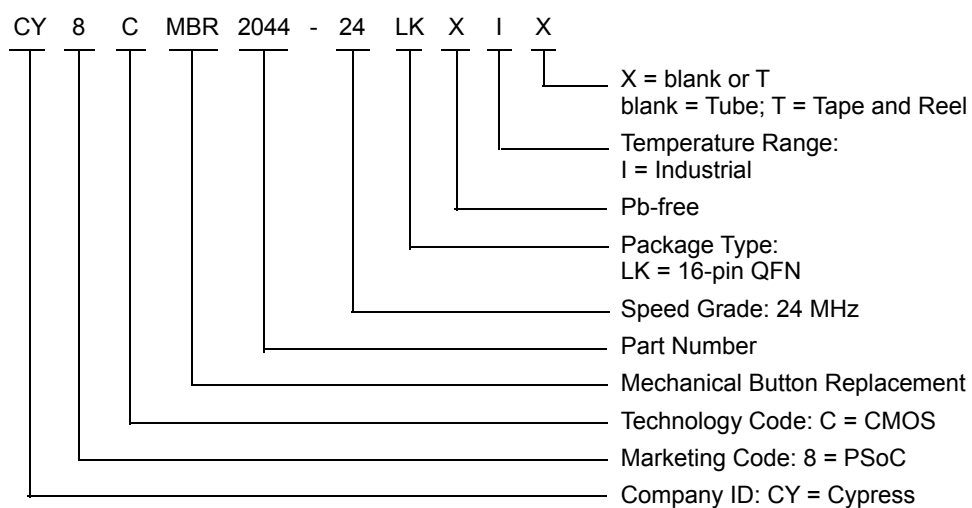 CY 8 C MBR 2044 - 24 LK X I X
X = blank or T
blank = Tube; T = Tape and Reel
Temperature Range:
I = Industrial
Pb-free
Package Type:
LK = 16-pin QFN
Speed Grade: 24 MHz
Part Number
Mechanical Button Replacement
Technology Code: C = CMOS
Marketing Code: 8 = PSoC
Company ID: CY = Cypress